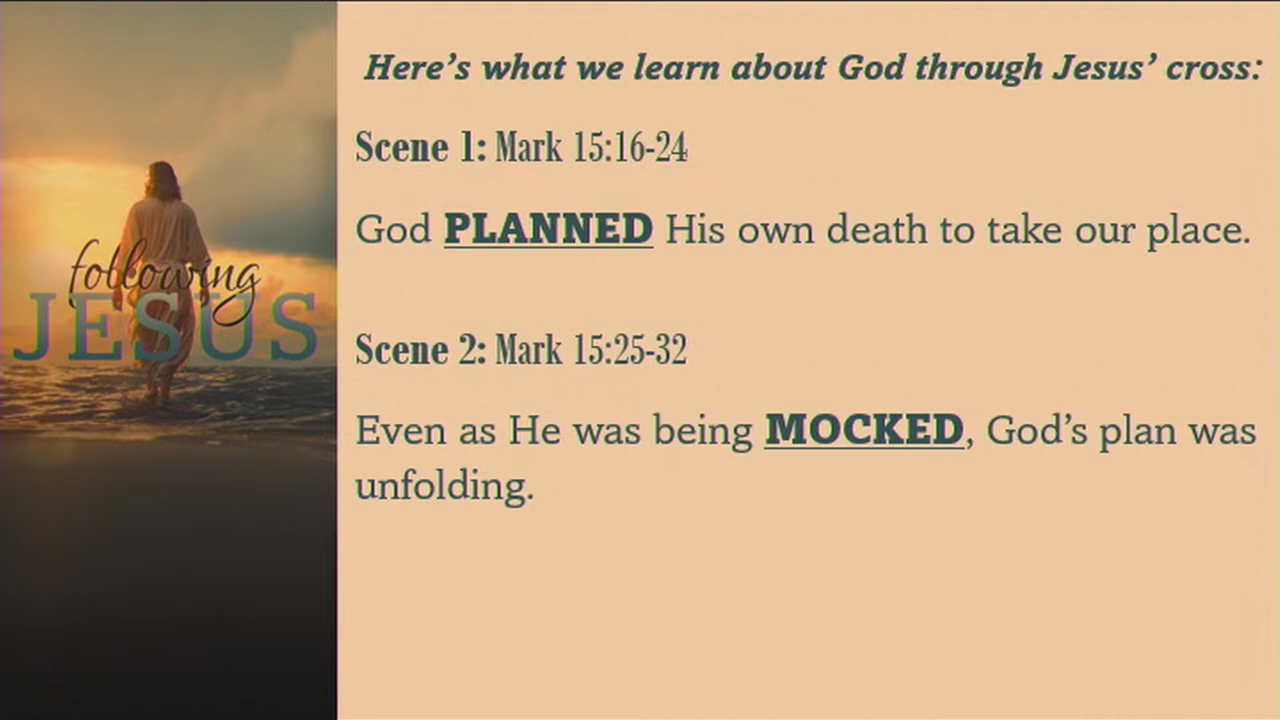 following
JESUS
Here’s what we learn about God through Jesus’ cross:
Scene 1: Mark 15:16-24
God PLANNED His own death to take our place.
Scene 2: Mark 15:25-32
Even as He was being MOCKED, God’s plan was
unfolding.